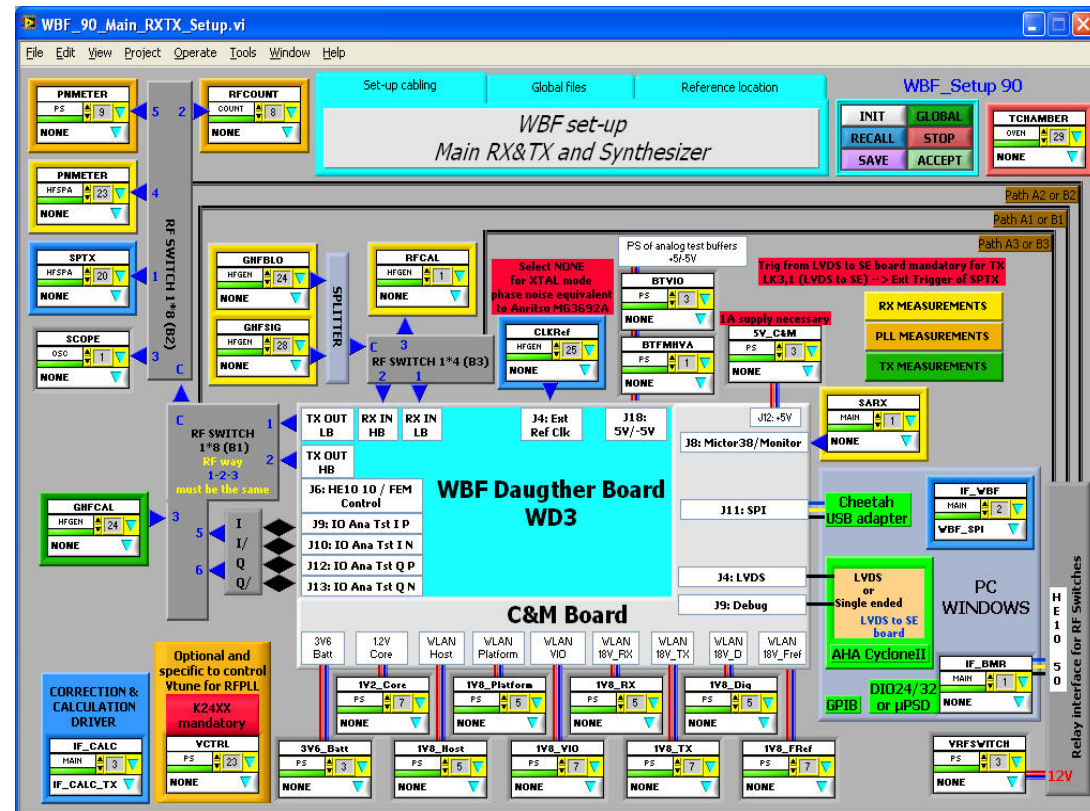 WBF_90_Main_RXTX_Setup.vi
File Edit View Project Operate Tools Window Help
PNMETER
PS 9
NONE
5
2
RFCOUNT
COUNT 8
NONE
Set-up cabling
Global files
Reference location
WBF set-up
Main RX&TX and Synthesizer
WBF_Setup 90
INIT GLOBAL
RECALL STOP
SAVE ACCEPT
TCHAMBER
OVEN 29
NONE
PNMETER
HFSPA 23
NONE
4
RF SWITCH 1*8 (B2)
Path A2 or B2
Path A1 or B1
Path A3 or B3
SPTX
HFSPA 20
NONE
1
SCOPE
OSC 1
NONE
3
C
GHFBLO
HFGEN 24
NONE
GHFSIG
HFGEN 28
NONE
SPLITTER
RFCAL
HFGEN 1
NONE
C
3
RF SWITCH 1*4 (B3)
2
1
Select NONE
for XTAL mode
phase noise equivalent
to Anritsu MG3692A
CLKRef
HFGEN 25
NONE
PS of analog test buffers
+5/-5V
BTVIO
PS 3
NONE
BTFMHVA
PS 1
NONE
Trig from LVDS to SE board mandatory for TX
LK3,1 (LVDS to SE) --> Ext Trigger of SPTX
1A supply necessary
5V_C&M
PS 3
NONE
RX MEASUREMENTS
PLL MEASUREMENTS
TX MEASUREMENTS
C
RF SWITCH
1*8 (B1)
RF way
1-2-3
must be the same
1
2
3
5
6
TX OUT
LB
RX IN
HB
RX IN
LB
TX OUT
HB
J4: Ext
Ref Clk
J18:
5V/-5V
J12: +5V
J8: Mictor38/Monitor
SARX
MAIN 1
NONE
J6: HE10 10 / FEM
Control
J9: IO Ana Tst I P
J10: IO Ana Tst I N
J12: IO Ana Tst Q P
J13: IO Ana Tst Q N
WBF Daugther Board
WD3
J11: SPI
Cheetah
USB adapter
IF_WBF
MAIN 2
WBF_SPI
GHFCAL
HFGEN 24
NONE
I
I/
Q
Q/
J4: LVDS
J9: Debug
LVDS
or
Single ended
LVDS to SE
board
AHA CycloneII
PC
WINDOWS
HE10 50
Relay interface for RF Switches
C&M Board
3V6
Batt
1.2V
Core
WLAN
Host
WLAN
Platform
WLAN
VIO
WLAN
18V_RX
WLAN
18V_TX
WLAN
18V_D
WLAN
18V_Fref
GPIB
DIO24/32
or µPSD
IF_BMR
MAIN 1
NONE
CORRECTION &
CALCULATION
DRIVER
IF_CALC
MAIN 3
IF_CALC_TX
Optional and
specific to control
Vtune for RFPLL
K24XX
mandatory
VCTRL
PS 23
NONE
1V2_Core
PS 7
NONE
1V8_Platform
PS 5
NONE
1V8_RX
PS 5
NONE
1V8_Dig
PS 5
NONE
3V6_Batt
PS 3
NONE
1V8_Host
PS 5
NONE
1V8_VIO
PS 7
NONE
1V8_TX
PS 7
NONE
1V8_FRef
PS 7
NONE
VRFSWITCH
PS 3
NONE
12V